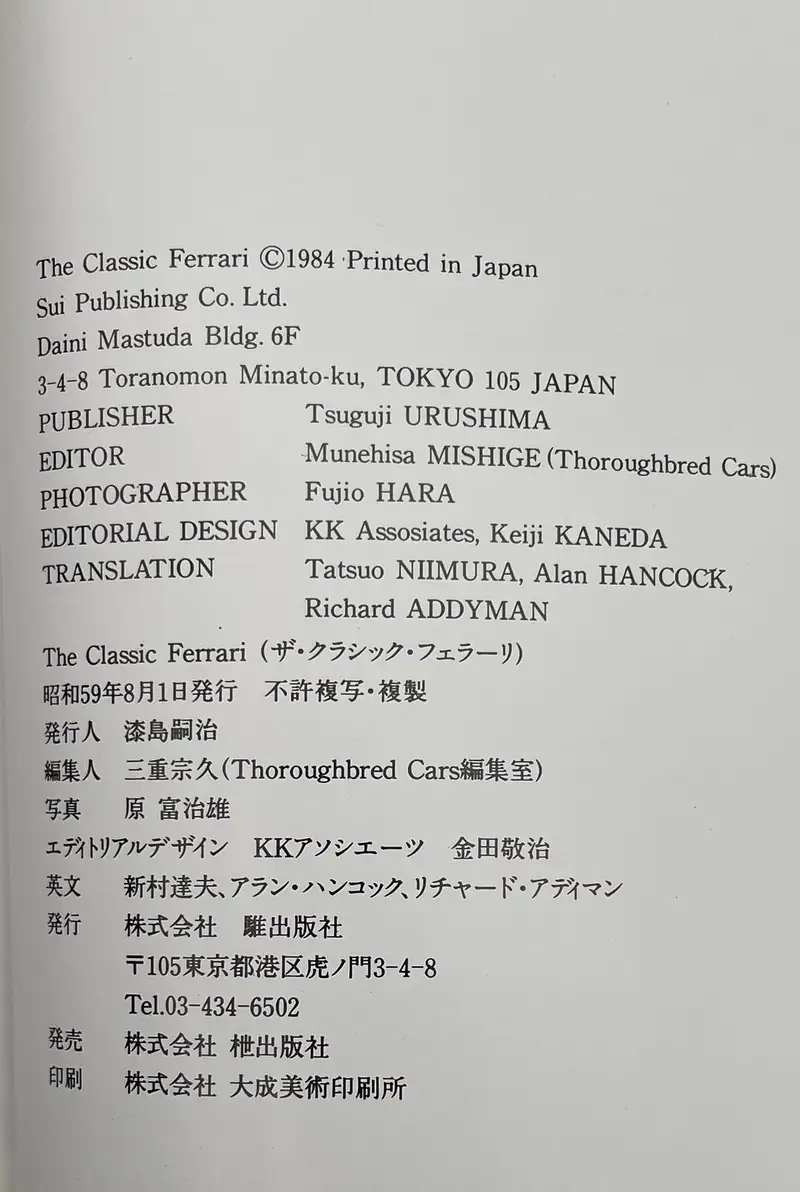 The Classic Ferrari ©1984 Printed in Japan
Sui Publishing Co. Ltd.
Daini Mastuda Bldg. 6F
3-4-8 Toranomon Minato-ku, TOKYO 105 JAPAN
PUBLISHER Tsuguji URUSHIMA
EDITOR Munehisa MISHIGE (Thoroughbred Cars)
PHOTOGRAPHER Fujio HARA
EDITORIAL DESIGN KK Assosiates, Keiji KANEDA
TRANSLATION Tatsuo NIIMURA, Alan HANCOCK,
Richard ADDYMAN
The Classic Ferrari (ザ・クラシック・フェラーリ)
昭和59年8月1日発行 不許複写・複製
発行人 漆島嗣治
編集人 三重宗久(Thoroughbred Cars編集室)
写真 原 富治雄
エディトリアルデザイン KKアソシエーツ 金田敬治
英文 新村達夫、アラン・ハンコック、リチャード・アディマン
発行 株式会社 騅出版社
〒105東京都港区虎ノ門3-4-8
Tel.03-434-6502
発売 株式会社 枻出版社
印刷 株式会社 大成美術印刷所